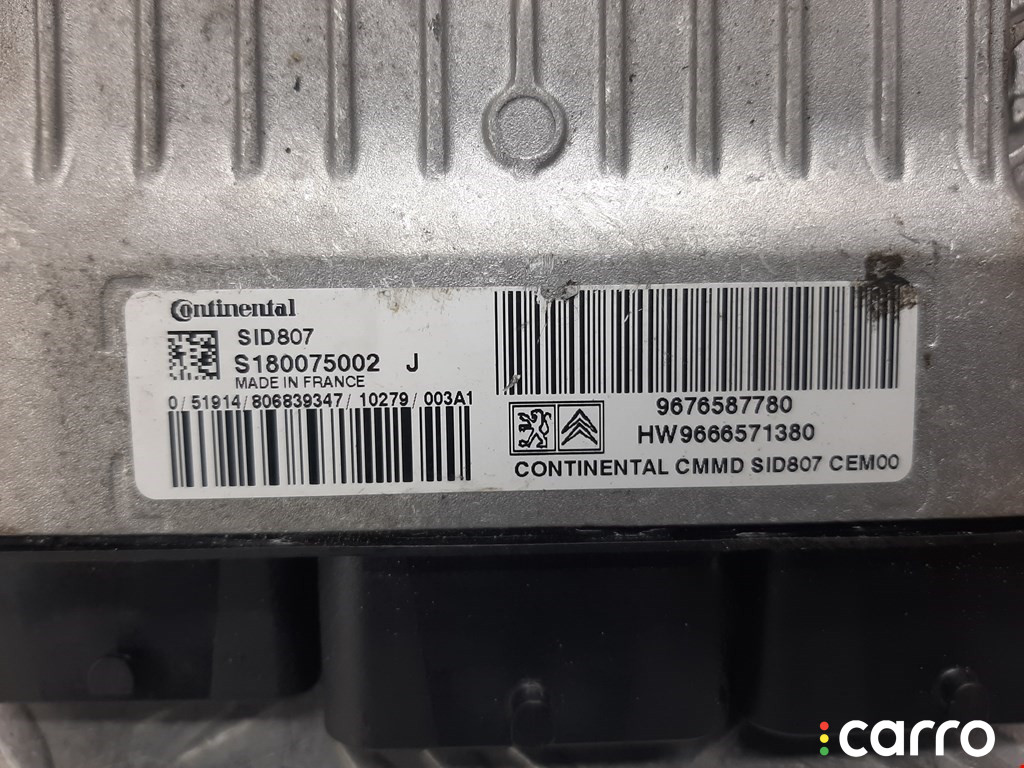 Continental
SID807
S180075002 J
MADE IN FRANCE
0/51914/806839347/10279/003A1
9676587780
HW9666571380
CONTINENTAL CMMD SID807 CEM00
carro